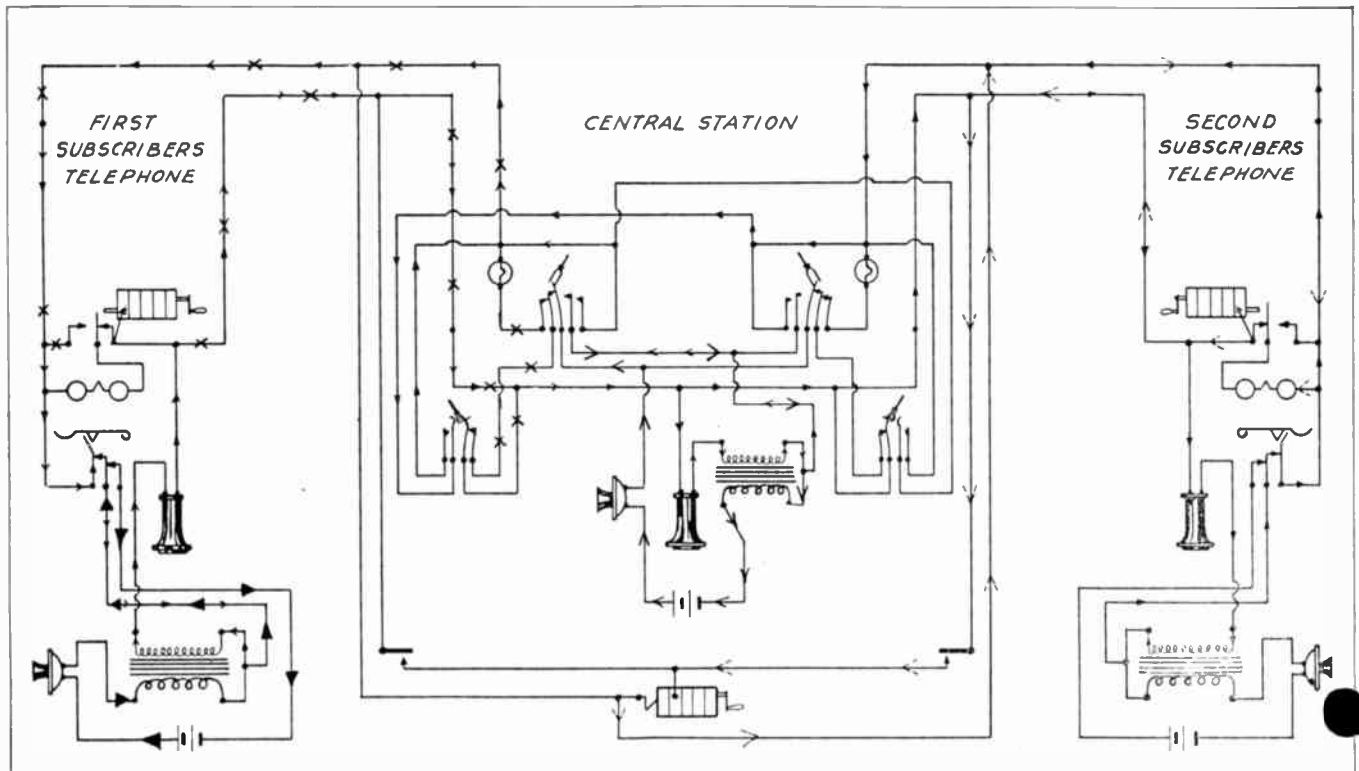 FIRST
SUBSCRIBERS
TELEPHONE
CENTRAL STATION
SECOND
SUBSCRIBERS
TELEPHONE